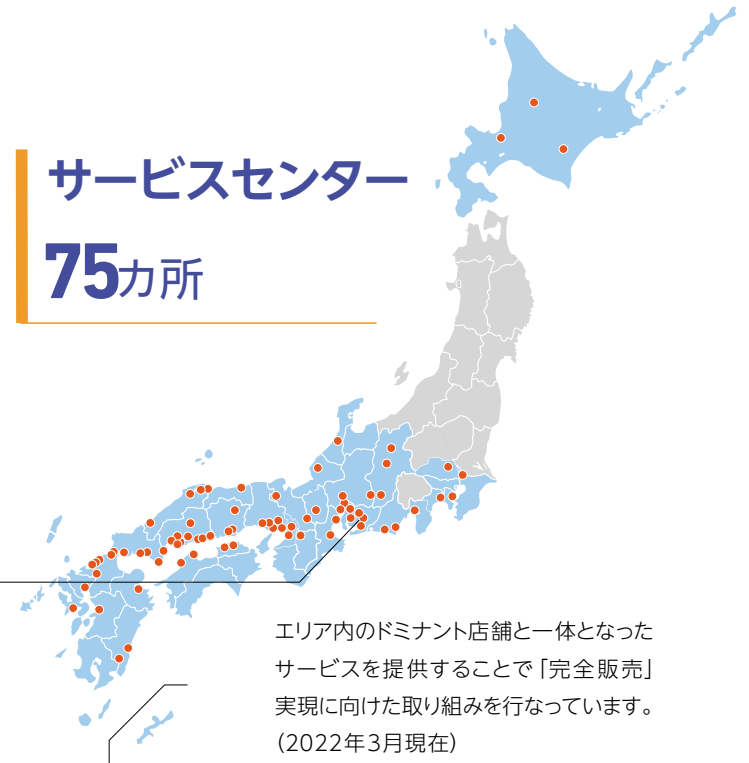 サービスセンター
75カ所
エリア内のドミナント店舗と一体となった
サービスを提供することで「完全販売」
実現に向けた取り組みを行なっています。
(2022年3月現在)